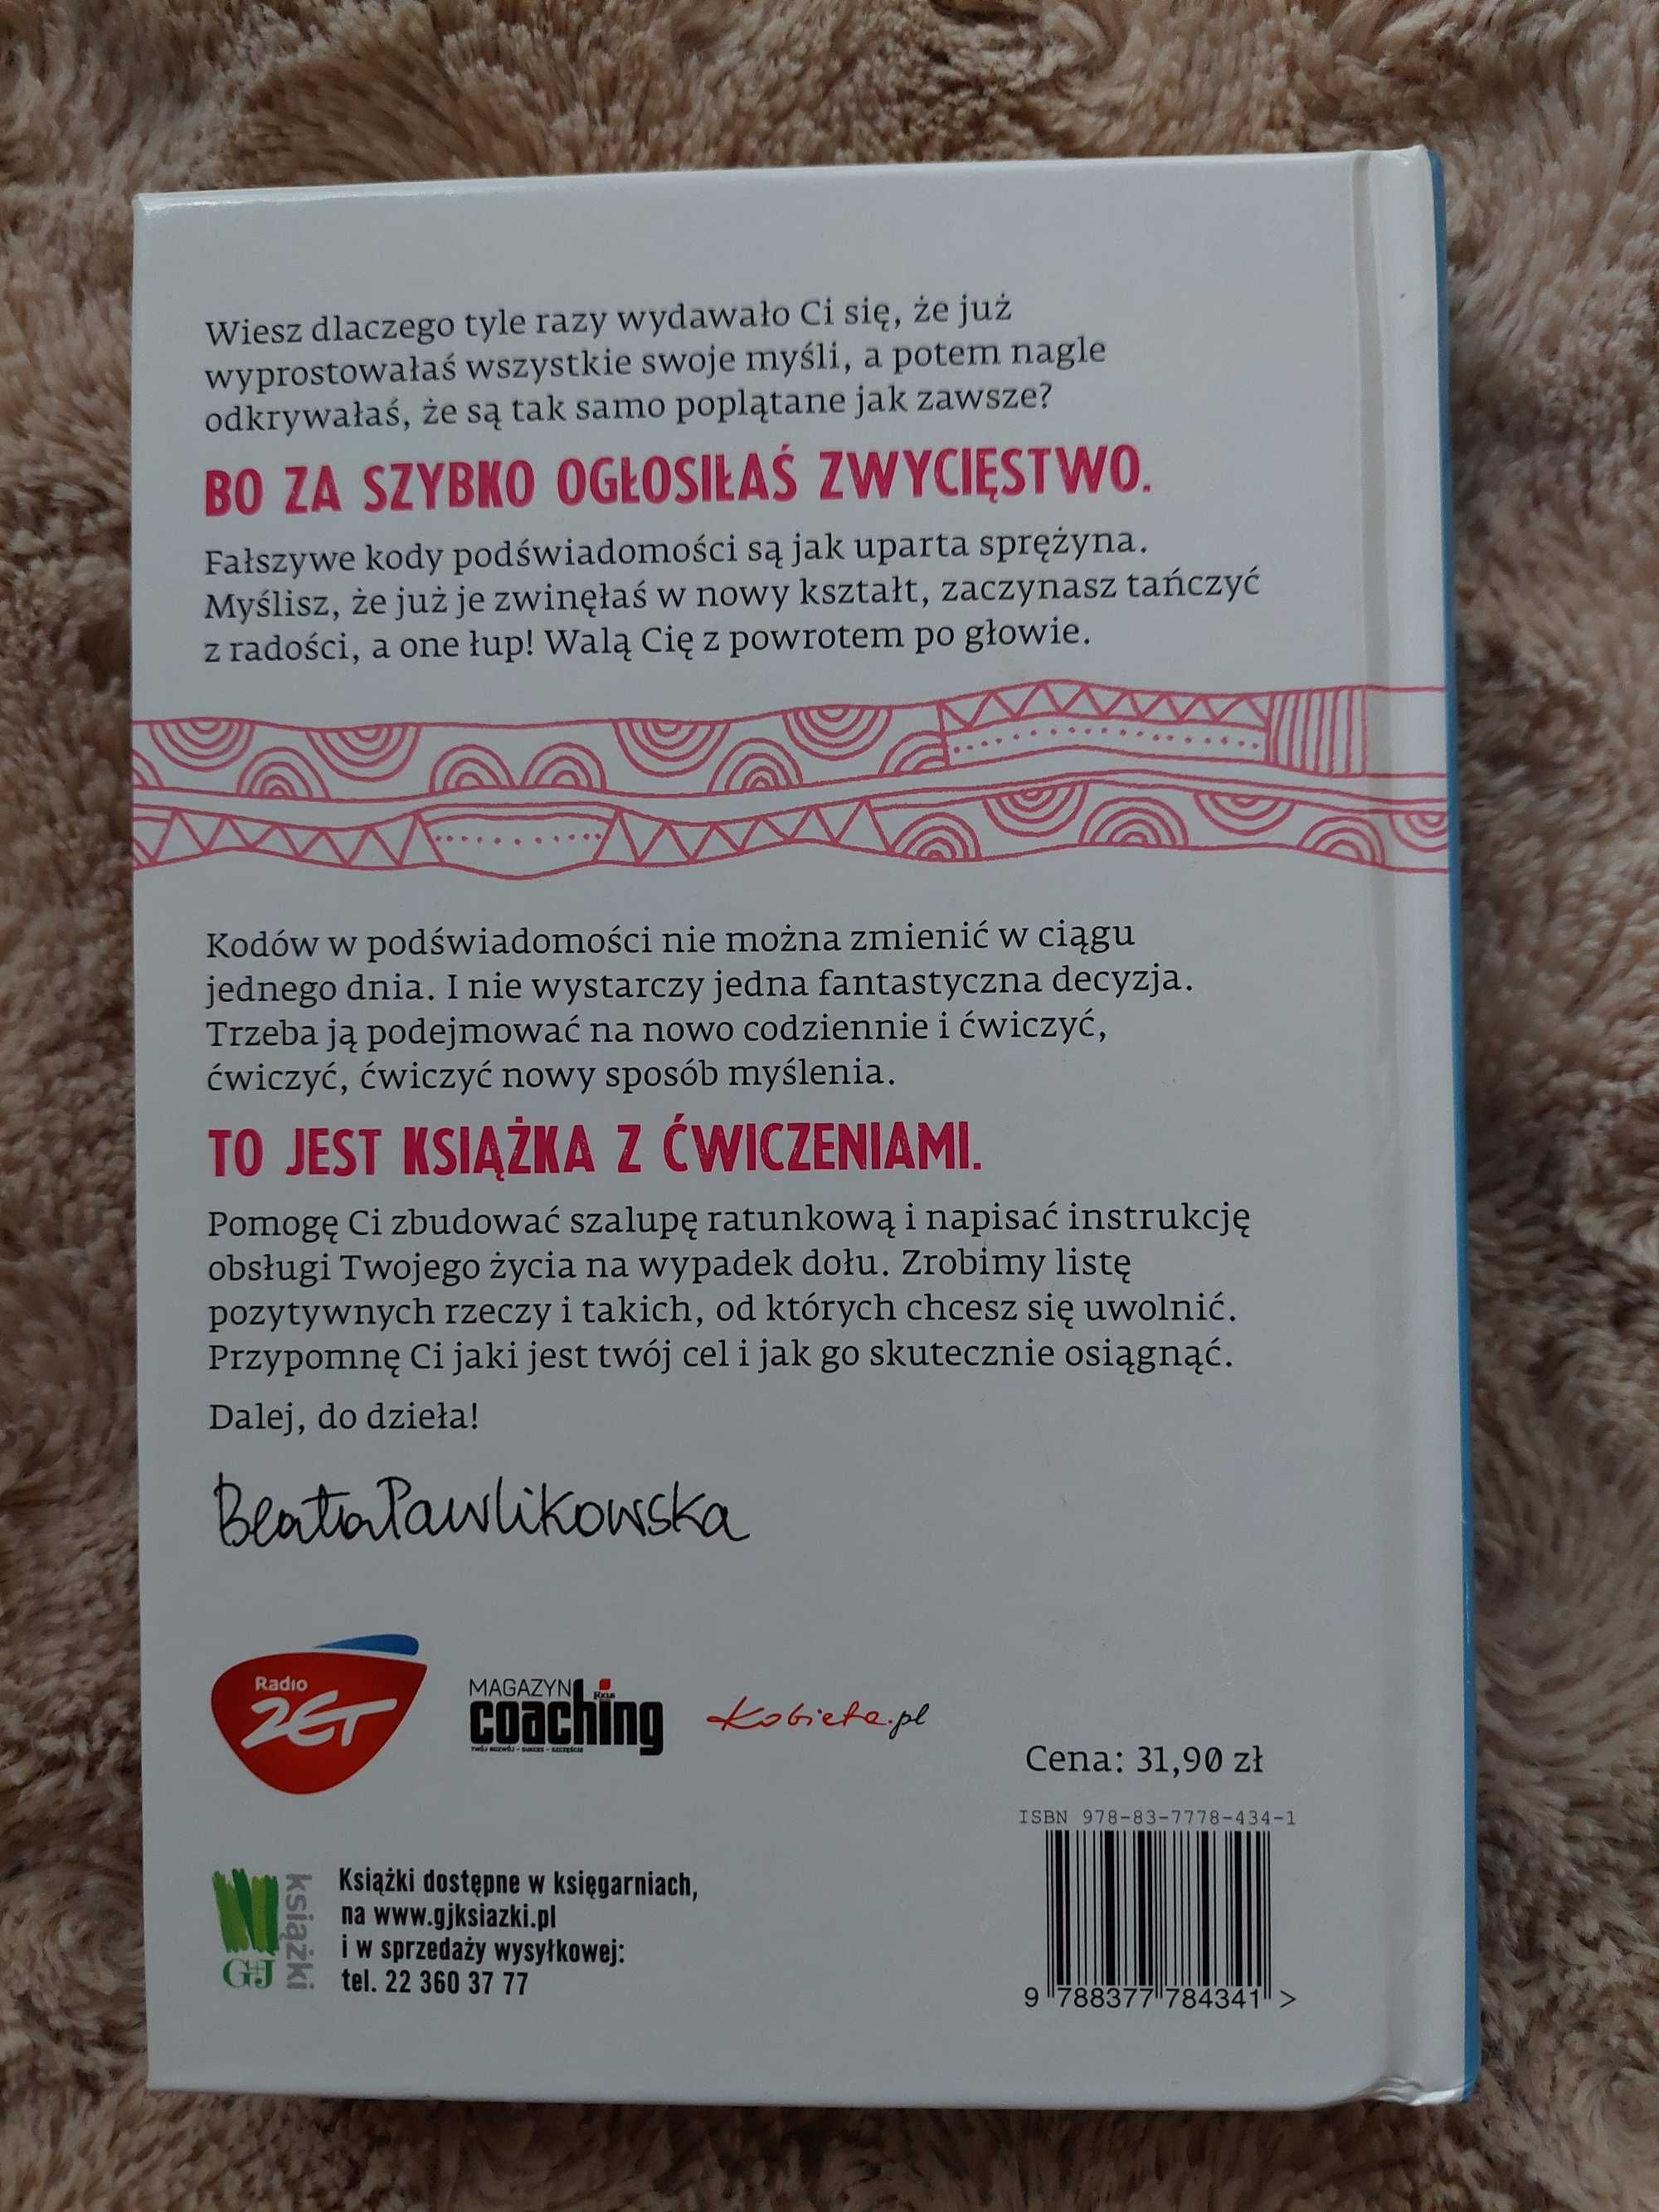 Wiesz dlaczego tyle razy wydawało Ci się, że już
wyprostowałaś wszystkie swoje myśli, a potem nagle
odkrywałaś, że są tak samo poplątane jak zawsze?
BO ZA SZYBKO OGŁOSIŁAŚ ZWYCIĘSTWO.
Fałszywe kody podświadomości są jak uparta sprężyna.
Myślisz, że już je zwinęłaś w nowy kształt, zaczynasz tańczyć
z radości, a one łup! Walą Cię z powrotem po głowie.
Kodów w podświadomości nie można zmienić w ciągu
jednego dnia. I nie wystarczy jedna fantastyczna decyzja.
Trzeba ją podejmować na nowo codziennie i ćwiczyć,
ćwiczyć, ćwiczyć nowy sposób myślenia.
TO JEST KSIĄŻKA Z ĆWICZENIAMI.
Pomogę Ci zbudować szalupę ratunkową i napisać instrukcję
obsługi Twojego życia na wypadek dołu. Zrobimy listę
pozytywnych rzeczy i takich, od których chcesz się uwolnić.
Przypomnę Ci jaki jest twój cel i jak go skutecznie osiągnąć.
Dalej, do dzieła!
Beata Pawlikowska
Radio
ZET
MAGAZYN
coaching
TWÓJ ROZWÓJ - SUKCES - SZCZĘŚCIE
Kobieta.pl
Cena: 31,90 zł
ISBN 978-83-7778-434-1
9 788377 784341 >
G+J
książki
Książki dostępne w księgarniach,
na www.gjksiazki.pl
i w sprzedaży wysyłkowej:
tel. 22 360 37 77